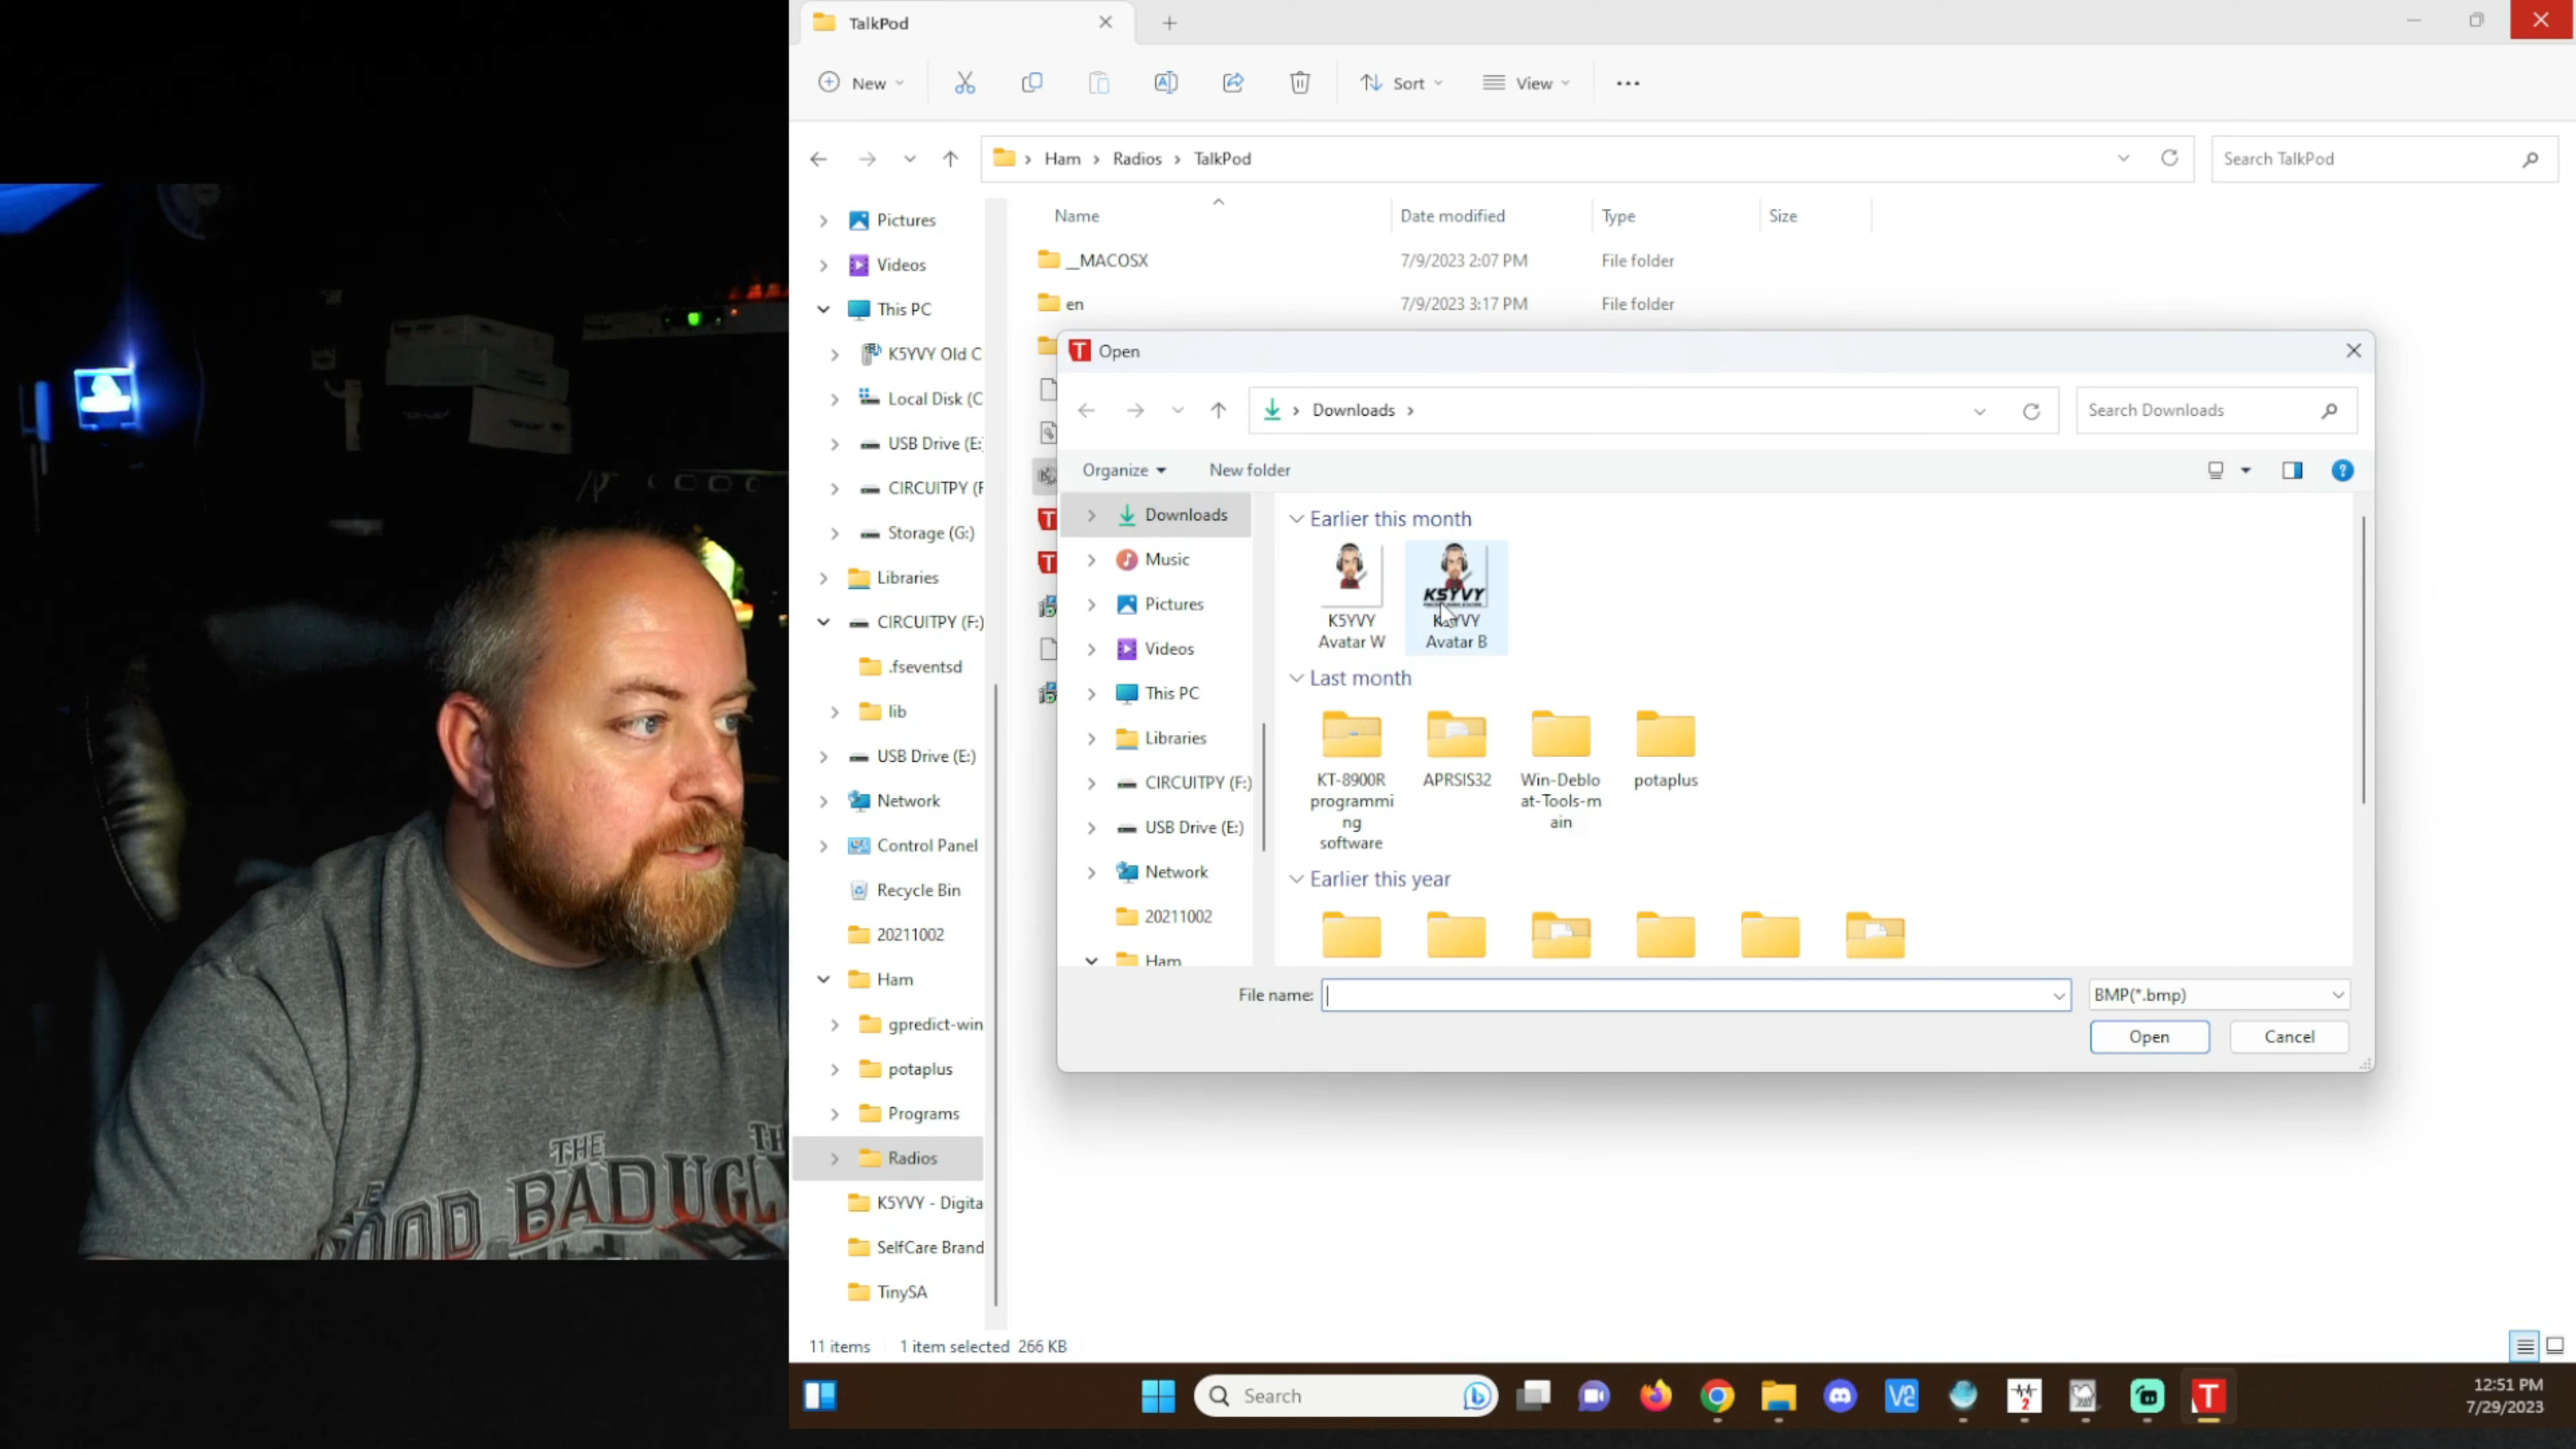 TalkPod
New
Sort
View
Ham
Radios
TalkPod
Search TalkPod
Name
Date modified
Type
Size
Pictures
__MACOSX
7/9/2023 2:07 PM
File folder
Videos
en
7/9/2023 3:17 PM
File folder
This PC
K5YVY Old C
Local Disk (C
USB Drive (E:
CIRCUITPY (F
Storage (G:)
Libraries
CIRCUITPY (F:)
.fseventsd
lib
USB Drive (E:)
Network
Control Panel
Recycle Bin
20211002
Ham
gpredict-win
potaplus
Programs
Radios
K5YVY - Digita
SelfCare Brand
TinySA
T
Open
Downloads
Search Downloads
Organize
New folder
Downloads
Music
Pictures
Videos
This PC
Libraries
CIRCUITPY (F:)
USB Drive (E:)
Network
20211002
Ham
Earlier this month
K5YVY
K5YVY
Avatar W
Avatar B
Last month
KT-8900R
programmi
ng
software
APRSIS32
Win-Deblo
at-Tools-m
ain
potaplus
Earlier this year
File name:
BMP(*.bmp)
Open
Cancel
11 items
1 item selected
266 KB
Search
12:51 PM
7/29/2023
THE
BAD UGL